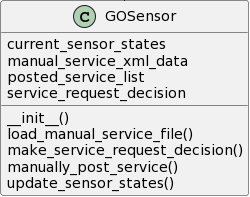 C GOSensor
current_sensor_states
manual_service_xml_data
posted_service_list
service_request_decision
__init__()
load_manual_service_file()
make_service_request_decision()
manually_post_service()
update_sensor_states()